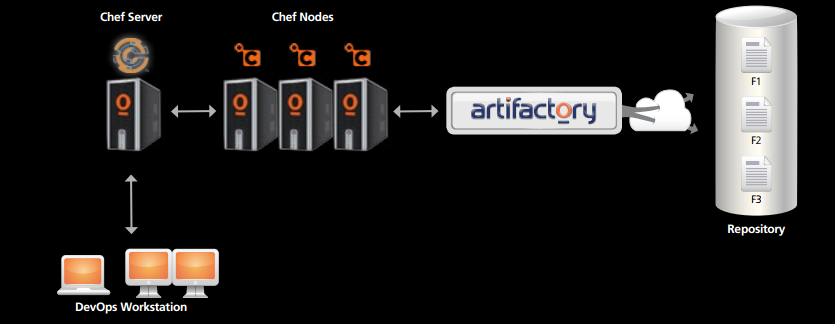 Chef Server
Chef Nodes
artifactory
F1
F2
F3
Repository
DevOps Workstation